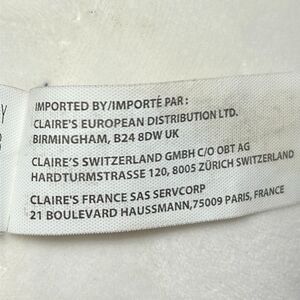 IMPORTED BY/IMPORTÉ PAR :
CLAIRE'S EUROPEAN DISTRIBUTION LTD.
BIRMINGHAM, B24 8DW UK
CLAIRE'S SWITZERLAND GMBH C/O OBT AG
HARDTURMSTRASSE 120, 8005 ZÜRICH SWITZERLAND
CLAIRE'S FRANCE SAS SERVCORP
21 BOULEVARD HAUSSMANN,75009 PARIS, FRANCE